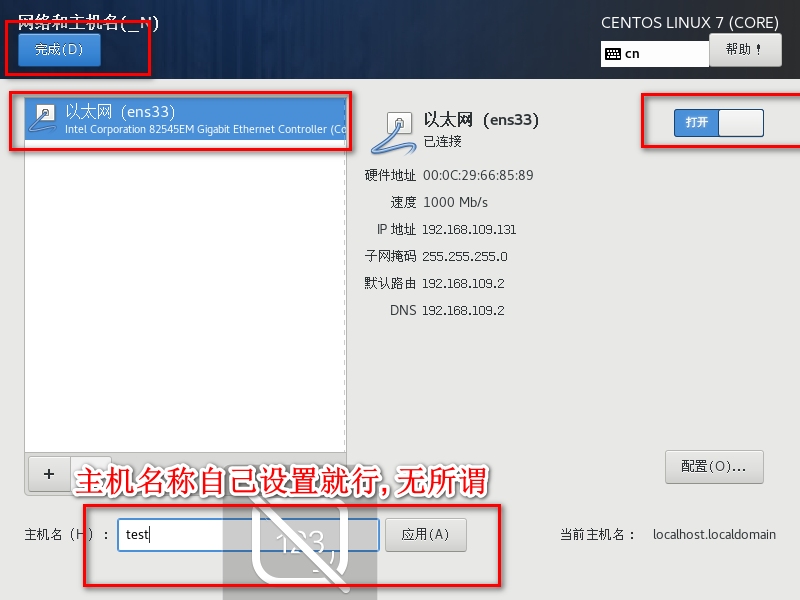 网络和主机名(_N)
CENTOS LINUX 7 (CORE)
完成(D)
cn
帮助！
以太网（ens33）
Intel Corporation 82545EM Gigabit Ethernet Controller (Co
以太网（ens33）
已连接
打开
硬件地址 00:0C:29:66:85:89
速度 1000 Mb/s
IP 地址 192.168.109.131
子网掩码 255.255.255.0
默认路由 192.168.109.2
DNS 192.168.109.2
+
配置(O)...
主机名称自己设置就行,无所谓
主机名（H）：
test
应用(A)
当前主机名： localhost.localdomain
123,